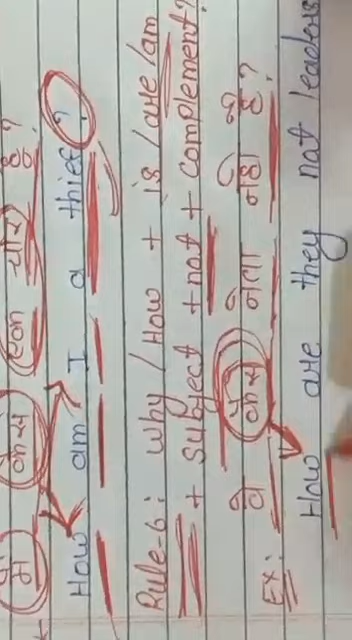 मैं कैसे एक चोर हूँ?
How am I a thief?
Rule-6: Why / How + is/are/am
+ Subject + not + Complement?
Ex: वे कैसे नेता नहीं हैं?
How are they not leaders